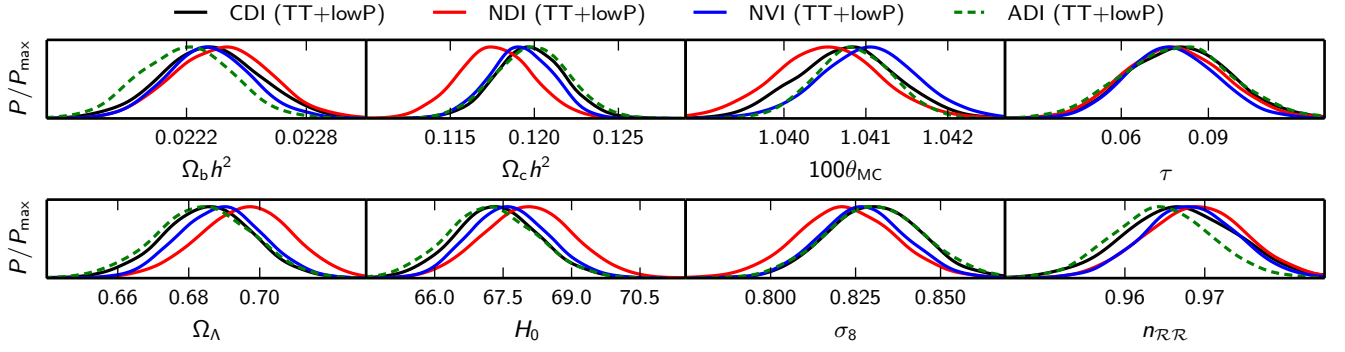 CDI (TT+lowP) NDI (TT+lowP) NVI (TT+lowP) ADI (TT+lowP)
P/P_max
0.0222 0.0228 0.115 0.120 0.125 1.040 1.041 1.042 0.06 0.09
Ω_b h² Ω_c h² 100θ_MC τ
P/P_max
0.66 0.68 0.70 66.0 67.5 69.0 70.5 0.800 0.825 0.850 0.96 0.97
Ω_Λ H_0 σ_8 n_ℛℛ